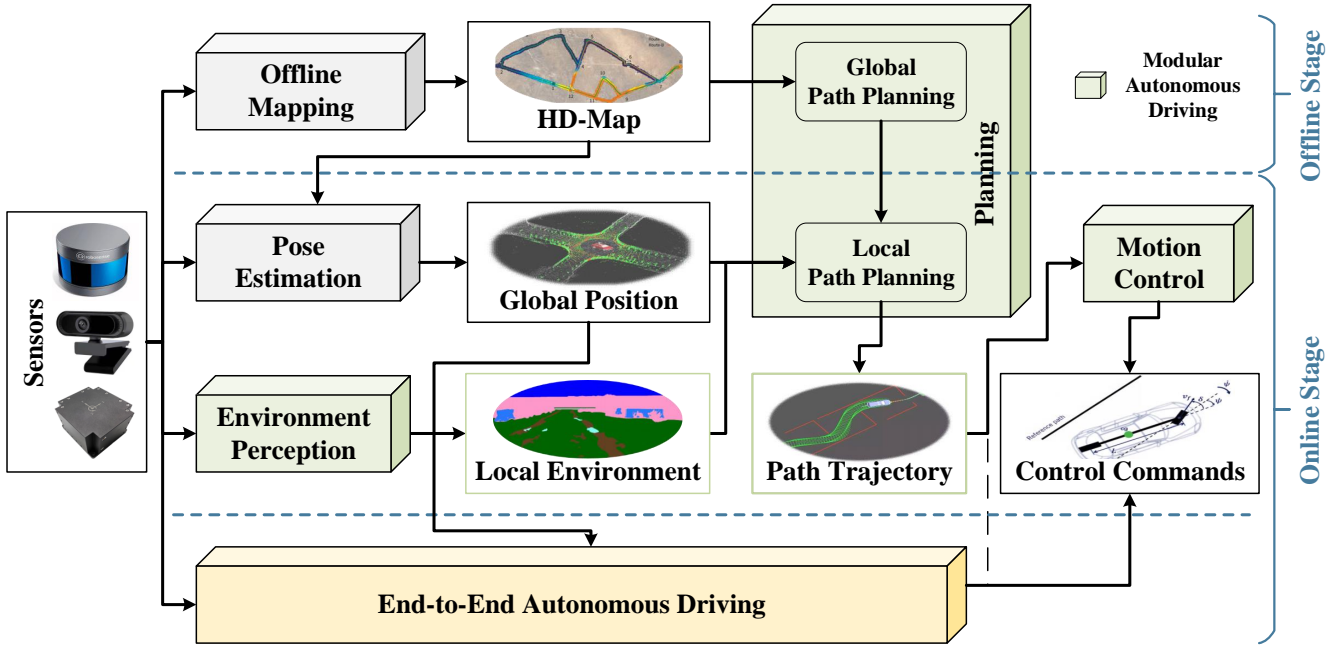 Offline
Mapping
HD-Map
Global
Path Planning
Planning
Modular
Autonomous
Driving
Offline Stage
Sensors
Pose
Estimation
Global Position
Local
Path Planning
Motion
Control
Environment
Perception
Local Environment
Path Trajectory
Reference path
Control Commands
Online Stage
End-to-End Autonomous Driving